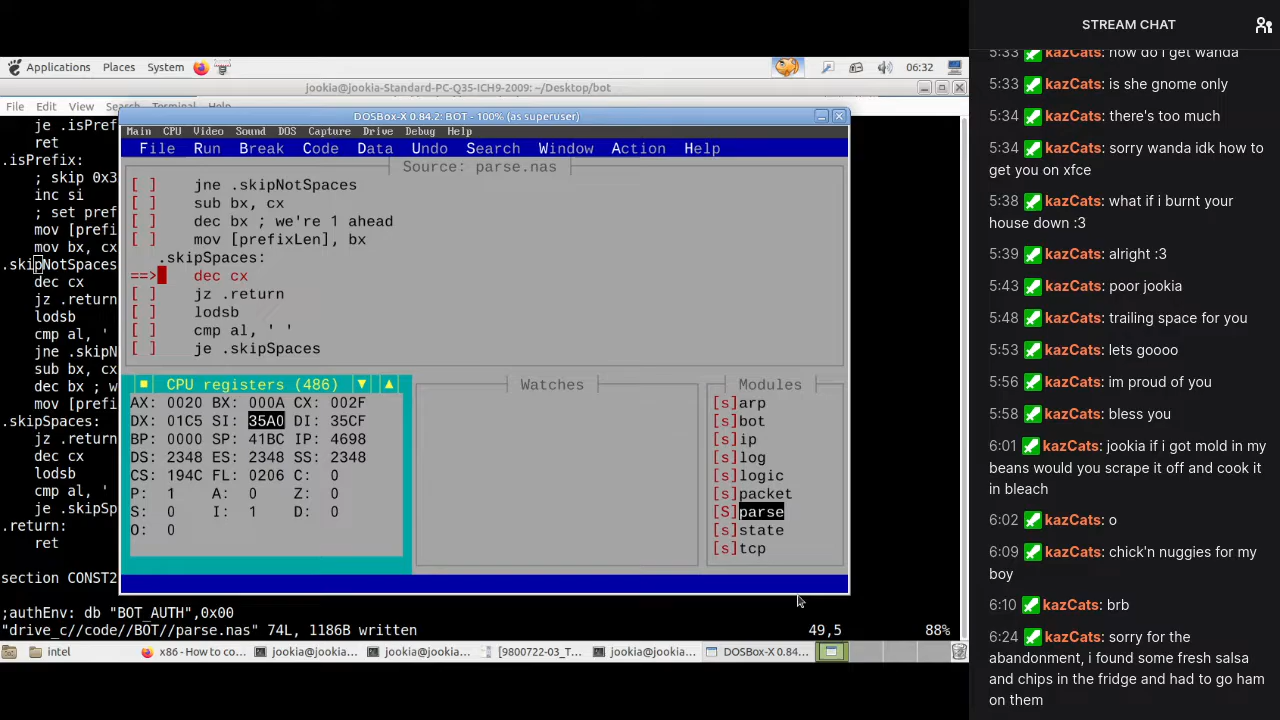 STREAM CHAT
Applications Places System 06:32
jookia@jookia-Standard-PC-Q35-ICH9-2009: ~/Desktop/bot
File Edit View Search Terminal Help
je .isPref
ret
.isPrefix:
; skip 0x3
inc si
; set pref
mov [prefi
mov bx, cx
.skipNotSpaces
dec cx
jz .return
lodsb
cmp al, '
jne .skipN
sub bx, cx
dec bx ; w
mov [prefi
.skipSpaces:
jz .return
dec cx
lodsb
cmp al, '
je .skipSp
.return:
ret
section CONST2
;authEnv: db "BOT_AUTH",0x00
"drive_c//code//BOT//parse.nas" 74L, 1186B written 49,5 88%
DOSBox-X 0.84.2: BOT - 100% (as superuser)
Main CPU Video Sound DOS Capture Drive Debug Help
File Run Break Code Data Undo Search Window Action Help
Source: parse.nas
[ ] jne .skipNotSpaces
[ ] sub bx, cx
[ ] dec bx ; we're 1 ahead
[ ] mov [prefixLen], bx
.skipSpaces:
==> dec cx
[ ] jz .return
[ ] lodsb
[ ] cmp al, ' '
[ ] je .skipSpaces
CPU registers (486)
AX: 0020 BX: 000A CX: 002F
DX: 01C5 SI: 35A0 DI: 35CF
BP: 0000 SP: 41BC IP: 4698
DS: 2348 ES: 2348 SS: 2348
CS: 194C FL: 0206 C: 0
P: 1 A: 0 Z: 0
S: 0 I: 1 D: 0
O: 0
Watches
Modules
[s]arp
[s]bot
[s]ip
[s]log
[s]logic
[s]packet
[S]parse
[s]state
[s]tcp
intel x86 - How to co... jookia@jookia... jookia@jookia... [9800722-03_T... jookia@jookia... DOSBox-X 0.84...
5:33 kazCats: how do i get wanda
5:33 kazCats: is she gnome only
5:34 kazCats: there's too much
5:34 kazCats: sorry wanda idk how to
get you on xfce
5:38 kazCats: what if i burnt your
house down :3
5:39 kazCats: alright :3
5:43 kazCats: poor jookia
5:48 kazCats: trailing space for you
5:53 kazCats: lets goooo
5:56 kazCats: im proud of you
5:58 kazCats: bless you
6:01 kazCats: jookia if i got mold in my
beans would you scrape it off and cook it
in bleach
6:02 kazCats: o
6:09 kazCats: chick'n nuggies for my
boy
6:10 kazCats: brb
6:24 kazCats: sorry for the
abandonment, i found some fresh salsa
and chips in the fridge and had to go ham
on them